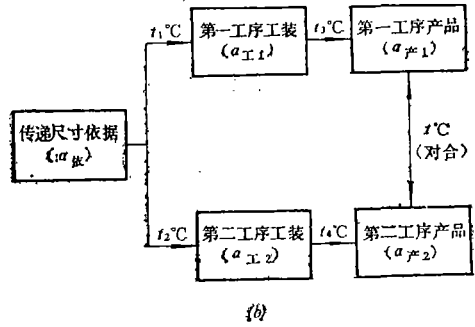 t₁℃
第一工序工装
(a工1)
t₃℃
第一工序产品
(a产1)
传递尺寸依据
(a依)
t℃
(对合)
t₂℃
第二工序工装
(a工2)
t₄℃
第二工序产品
(a产2)
(b)